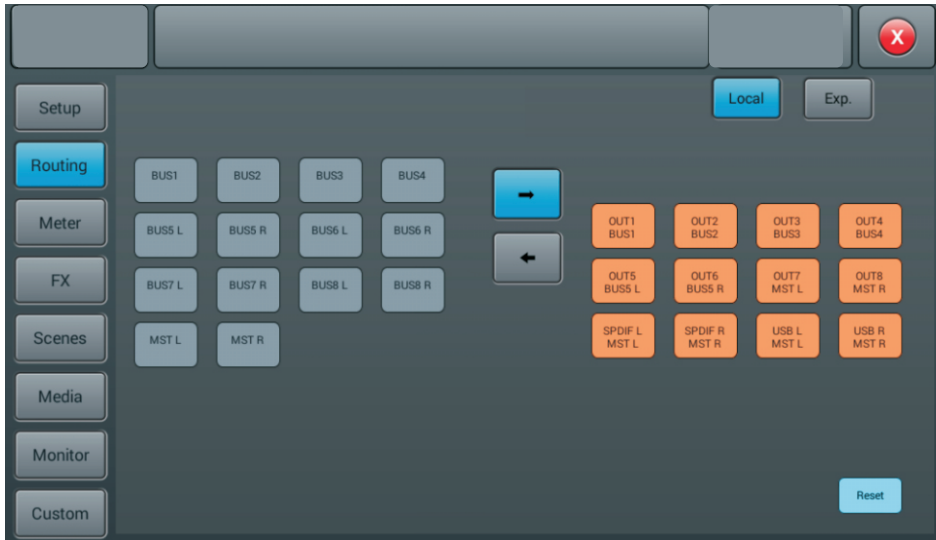 X
Local
Exp.
Setup
Routing
Meter
FX
Scenes
Media
Monitor
Custom
BUS1
BUS2
BUS3
BUS4
BUS5 L
BUS5 R
BUS6 L
BUS6 R
BUS7 L
BUS7 R
BUS8 L
BUS8 R
MST L
MST R
OUT1
BUS1
OUT2
BUS2
OUT3
BUS3
OUT4
BUS4
OUT5
BUS5 L
OUT6
BUS5 R
OUT7
MST L
OUT8
MST R
SPDIF L
MST L
SPDIF R
MST R
USB L
MST L
USB R
MST R
Reset